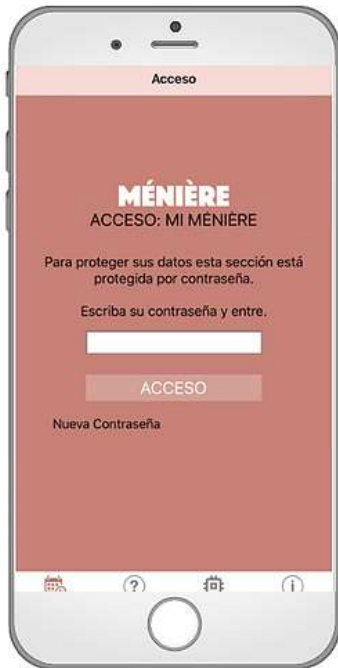 Acceso
MÉNIÈRE
ACCESO: MI MÉNIÈRE
Para proteger sus datos esta sección está
protegida por contraseña.
Escriba su contraseña y entre.
ACCESO
Nueva Contraseña